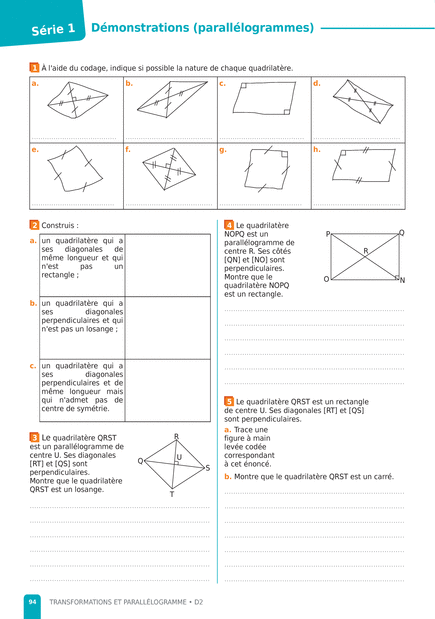 Série 1
Démonstrations (parallélogrammes)
1 À l'aide du codage, indique si possible la nature de chaque quadrilatère.
a.
b.
c.
d.
e.
f.
g.
h.
2 Construis :
a. un quadrilatère qui a
ses diagonales de
même longueur et qui
n'est pas un
rectangle ;
b. un quadrilatère qui a
ses diagonales
perpendiculaires et qui
n'est pas un losange ;
c. un quadrilatère qui a
ses diagonales
perpendiculaires et de
même longueur mais
qui n'admet pas de
centre de symétrie.
3 Le quadrilatère QRST
est un parallélogramme de
centre U. Ses diagonales
[RT] et [QS] sont
perpendiculaires.
Montre que le quadrilatère
QRST est un losange.
R
Q
U
S
T
4 Le quadrilatère
NOPQ est un
parallélogramme de
centre R. Ses côtés
[QN] et [NO] sont
perpendiculaires.
Montre que le
quadrilatère NOPQ
est un rectangle.
P
Q
R
O
N
5 Le quadrilatère QRST est un rectangle
de centre U. Ses diagonales [RT] et [QS]
sont perpendiculaires.
a. Trace une
figure à main
levée codée
correspondant
à cet énoncé.
b. Montre que le quadrilatère QRST est un carré.
94 TRANSFORMATIONS ET PARALLÉLOGRAMME • D2